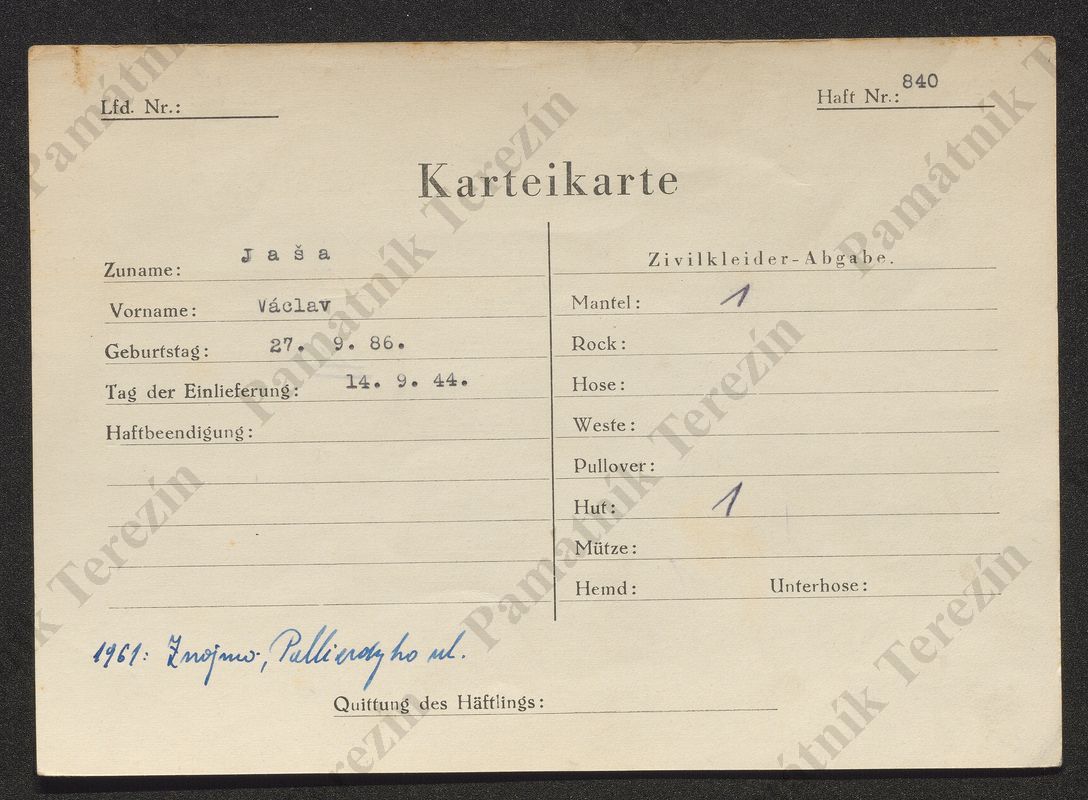 Lfd. Nr.:
Haft Nr.: 840
Karteikarte
Zuname: Jaša
Vorname: Václav
Geburtstag: 27. 9. 86.
Tag der Einlieferung: 14. 9. 44.
Haftbeendigung:
Zivilkleider-Abgabe.
Mantel: 1
Rock:
Hose:
Weste:
Pullover:
Hut: 1
Mütze:
Hemd: Unterhose:
1961: Znojmo, Pallierdyho ul.
Quittung des Häftlings:
Památník Terezín